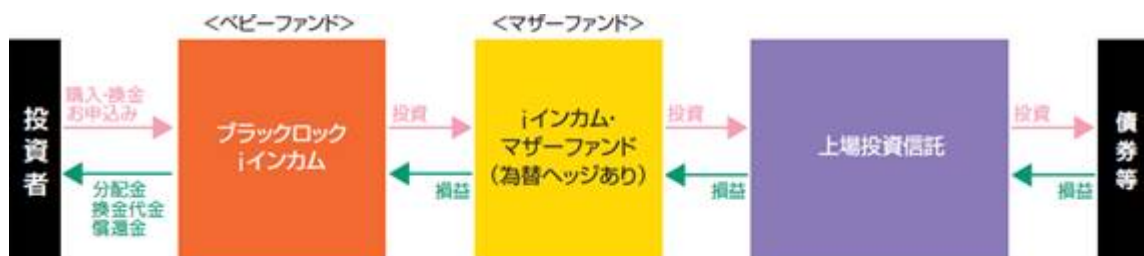 <ベビーファンド>
<マザーファンド>
投資者
購入・換金
お申込み
分配金
換金代金
償還金
ブラックロック
iインカム
投資
損益
iインカム・
マザーファンド
(為替ヘッジあり)
投資
損益
上場投資信託
投資
損益
債券等